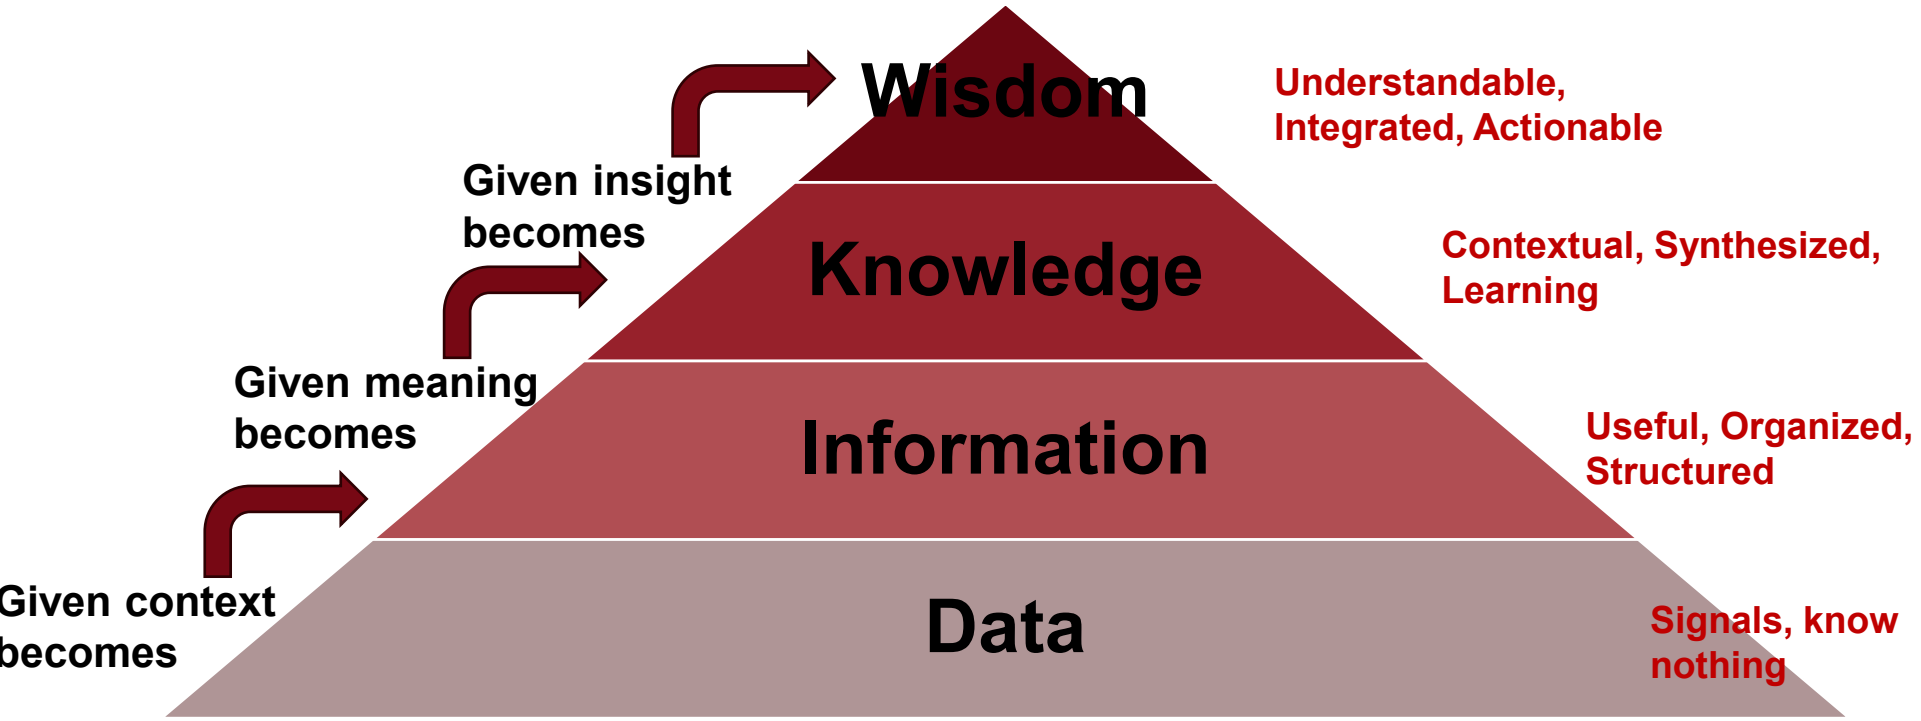 Wisdom
Understandable,
Integrated, Actionable
Given insight
becomes
Knowledge
Contextual, Synthesized,
Learning
Given meaning
becomes
Information
Useful, Organized,
Structured
Given context
becomes
Data
Signals, know
nothing